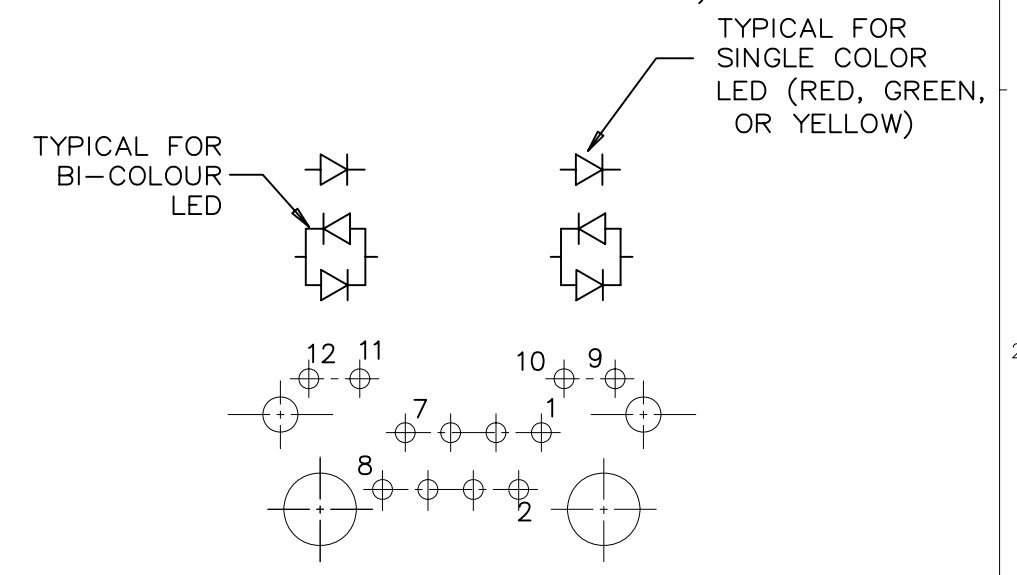 TYPICAL FOR
SINGLE COLOR
LED (RED, GREEN,
OR YELLOW)
TYPICAL FOR
BI-COLOUR
LED
12 11
10 9
7 1
8
2